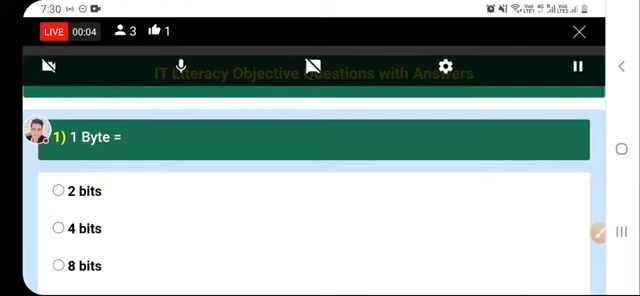 7:30
LIVE 00:04 3 1
IT Literacy Objective Questions with Answers
1) 1 Byte =
2 bits
4 bits
8 bits